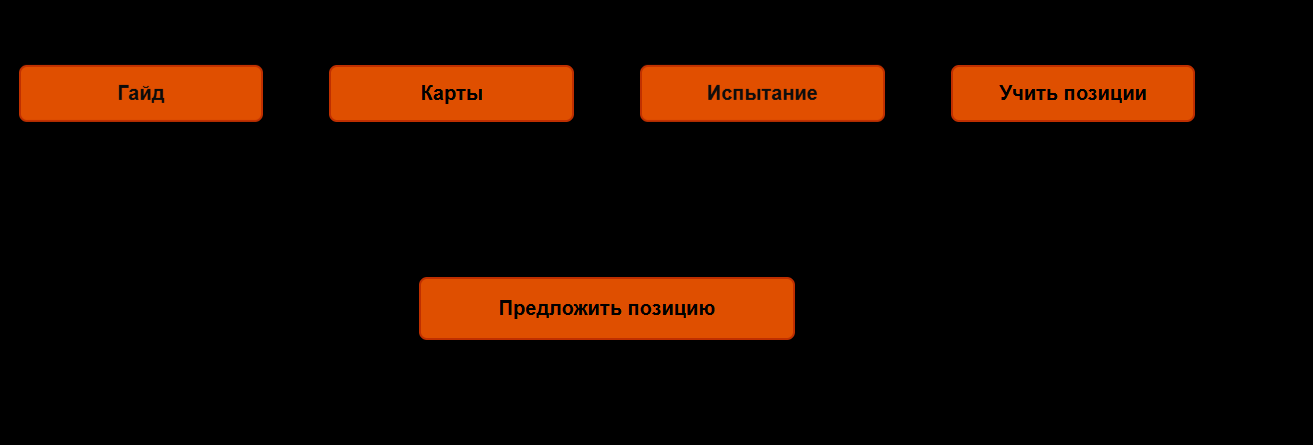 Гайд
Карты
Испытание
Учить позиции
Предложить позицию